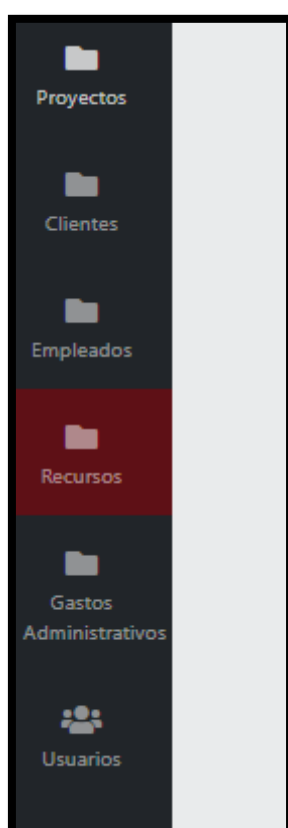 Proyectos
Clientes
Empleados
Recursos
Gastos
Administrativos
Usuarios